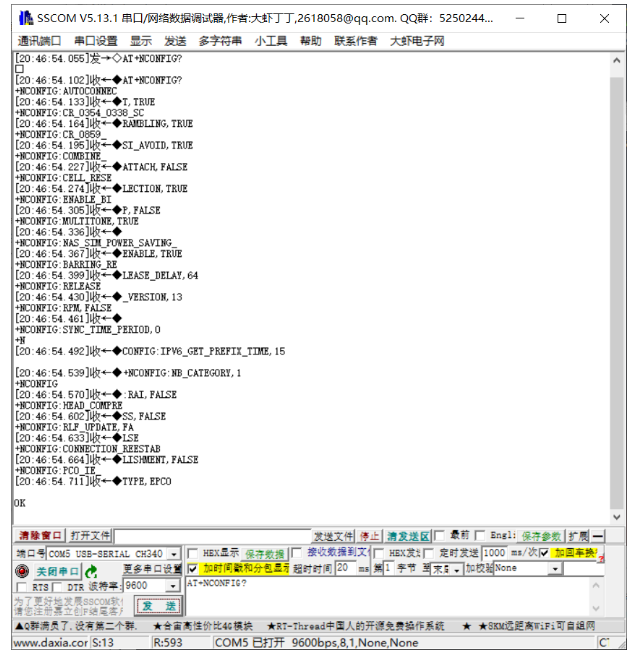 SSCOM V5.13.1 串口/网络数据调试器,作者:大虾丁丁,2618058@qq.com. QQ群：5250244...
通讯端口 串口设置 显示 发送 多字符串 小工具 帮助 联系作者 大虾电子网
[20:46:54.055]发→◇AT+NCONFIG?
□
[20:46:54.102]收←◆AT+NCONFIG?
+NCONFIG:AUTOCONNEC
[20:46:54.133]收←◆T,TRUE
+NCONFIG:CR_0354_0338_SC
[20:46:54.164]收←◆RAMBLING,TRUE
+NCONFIG:CR_0859_
[20:46:54.195]收←◆SI_AVOID,TRUE
+NCONFIG:COMBINE_
[20:46:54.227]收←◆ATTACH,FALSE
+NCONFIG:CELL_RESE
[20:46:54.274]收←◆LECTION,TRUE
+NCONFIG:ENABLE_BI
[20:46:54.305]收←◆P,FALSE
+NCONFIG:MULTITONE,TRUE
[20:46:54.336]收←◆
+NCONFIG:NAS_SIM_POWER_SAVING_
[20:46:54.367]收←◆ENABLE,TRUE
+NCONFIG:BARRING_RE
[20:46:54.399]收←◆LEASE_DELAY,64
+NCONFIG:RELEASE
[20:46:54.430]收←◆_VERSION,13
+NCONFIG:RPM,FALSE
[20:46:54.461]收←◆
+NCONFIG:SYNC_TIME_PERIOD,0
+N
[20:46:54.492]收←◆CONFIG:IPV6_GET_PREFIX_TIME,15
[20:46:54.539]收←◆+NCONFIG:NB_CATEGORY,1
+NCONFIG
[20:46:54.570]收←◆:RAI,FALSE
+NCONFIG:HEAD_COMPRE
[20:46:54.602]收←◆SS,FALSE
+NCONFIG:RLF_UPDATE,FA
[20:46:54.633]收←◆LSE
+NCONFIG:CONNECTION_REESTAB
[20:46:54.664]收←◆LISHMENT,FALSE
+NCONFIG:PCO_IE_
[20:46:54.711]收←◆TYPE,EPCO
OK
清除窗口 打开文件 发送文件 停止 清发送区 最前 Engli 保存参数 扩展 —
端口号 COM5 USB-SERIAL CH340 HEX显示 保存数据 接收数据到文 HEX发 定时发送 1000 ms/次 加回车换
关闭串口 更多串口设置 加时间戳和分包显示 超时时间 20 ms 第1 字节 至 末尾 加校验 None
RTS DTR 波特率: 9600 AT+NCONFIG?
为了更好地发展SSCOM软 发 送
请您注册嘉立创F结尾客
▲Q群满员了,没有第二个群. ★合宙高性价比4G模块 ★RT-Thread中国人的开源免费操作系统 ★ ★8KM远距离WiFi可自组网
www.daxia.cor S:13 R:593 COM5 已打开 9600bps,8,1,None,None